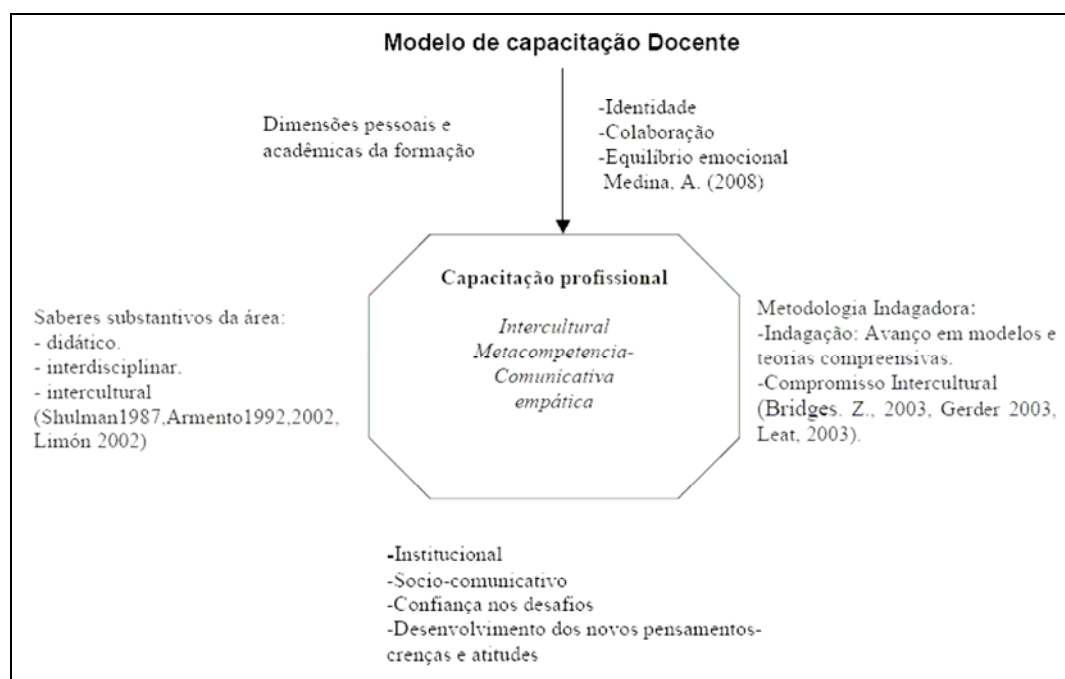 Modelo de capacitação Docente
Dimensões pessoais e
acadêmicas da formação
-Identidade
-Colaboração
-Equilíbrio emocional
Medina, A. (2008)
Capacitação profissional
Intercultural
Metacompetencia-
Comunicativa
empática
Saberes substantivos da área:
- didático.
- interdisciplinar.
- intercultural
(Shulman1987,Armento1992,2002,
Limón 2002)
Metodologia Indagadora:
-Indagação: Avanço em modelos e
teorias compreensivas.
-Compromisso Intercultural
(Bridges. Z., 2003, Gerder 2003,
Leat, 2003).
-Institucional
-Socio-comunicativo
-Confiança nos desafios
-Desenvolvimento dos novos pensamentos-
crenças e atitudes